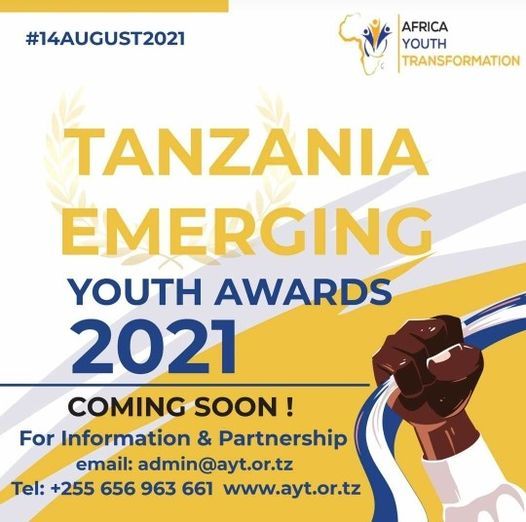 #14AUGUST2021
AFRICA
YOUTH
TRANSFORMATION
TANZANIA
EMERGING
YOUTH AWARDS
2021
COMING SOON !
For Information & Partnership
email: admin@ayt.or.tz
Tel: +255 656 963 661 www.ayt.or.tz